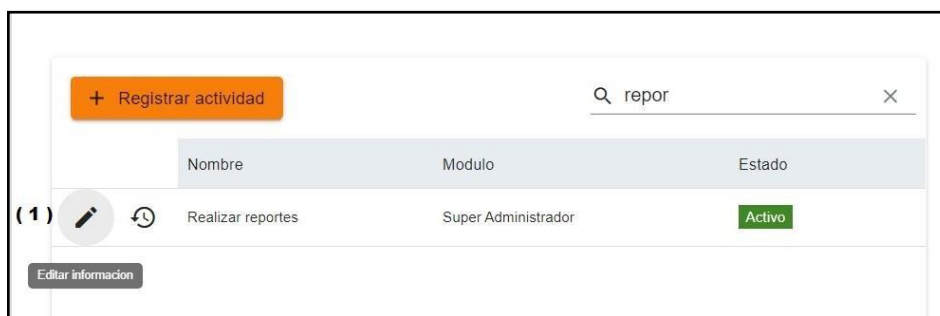 + Registrar actividad
repor
Nombre Modulo Estado
( 1 ) Realizar reportes Super Administrador Activo
Editar informacion